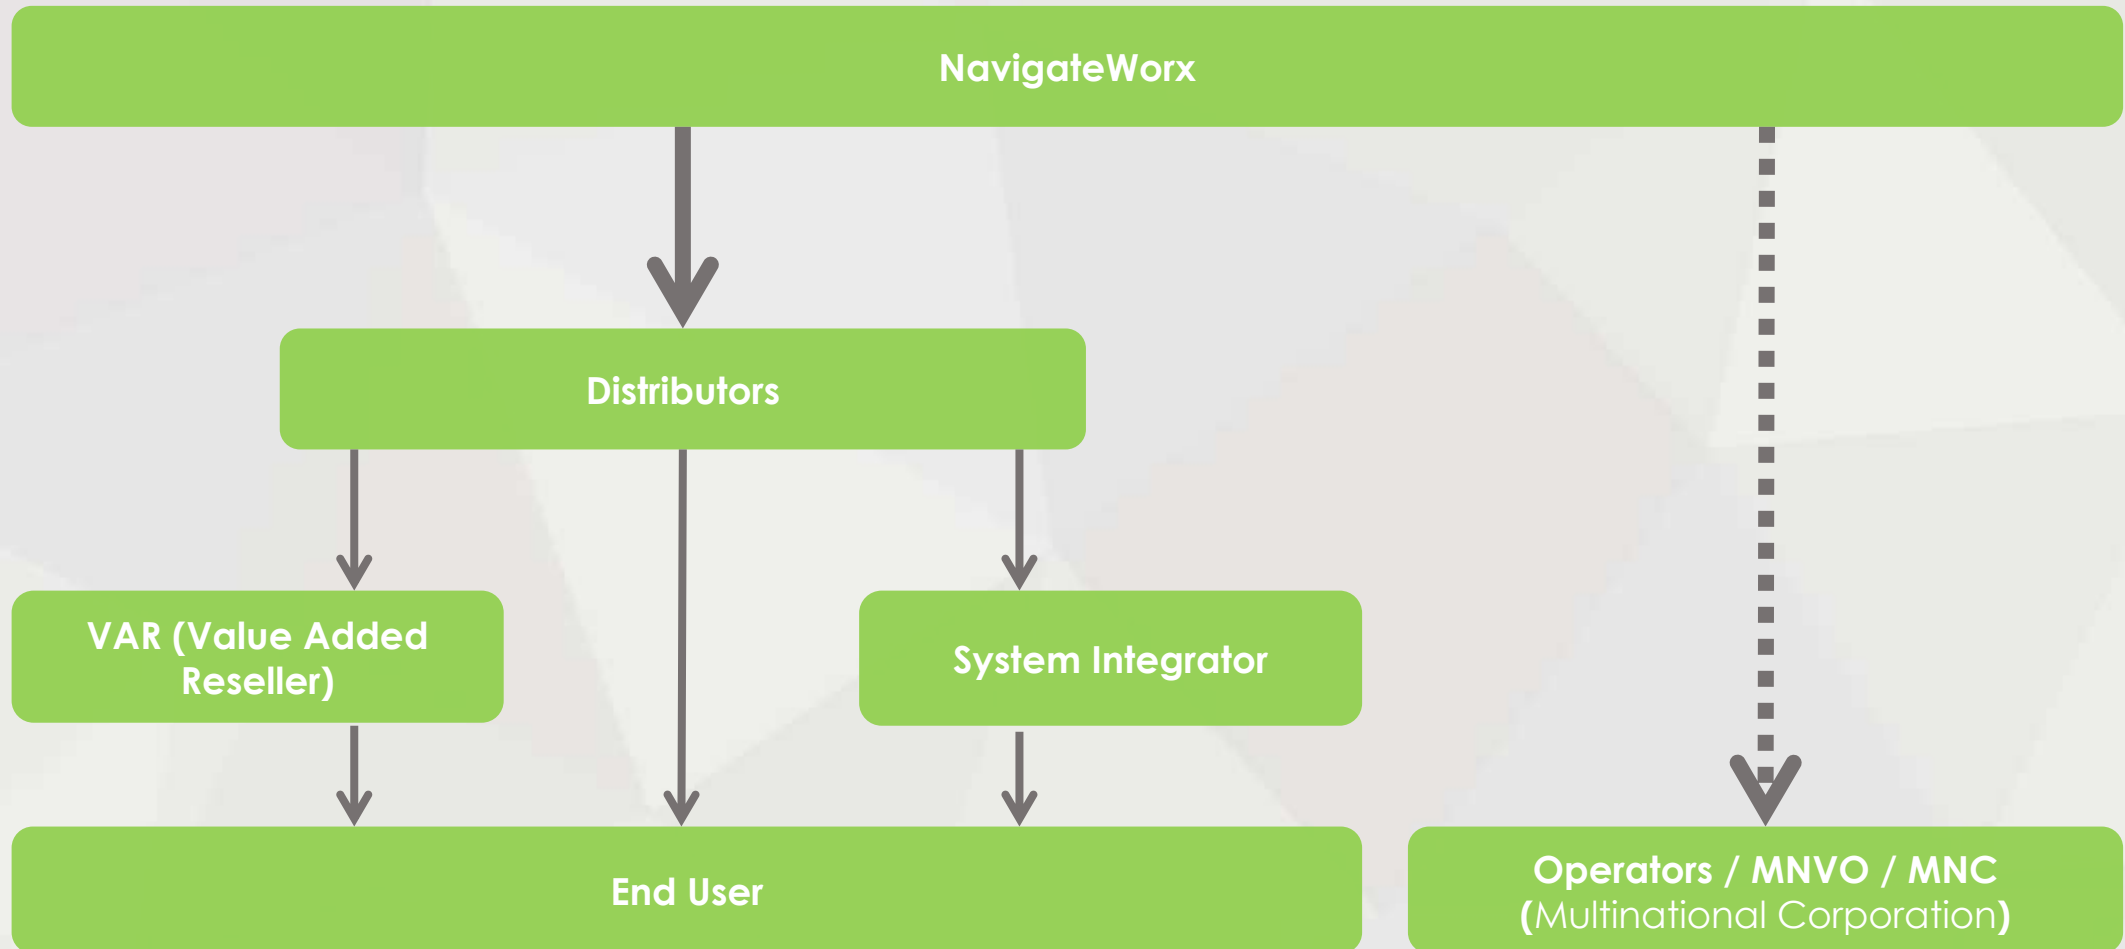 NavigateWorx
Distributors
VAR (Value Added
Reseller)
System Integrator
End User
Operators / MNVO / MNC
(Multinational Corporation)